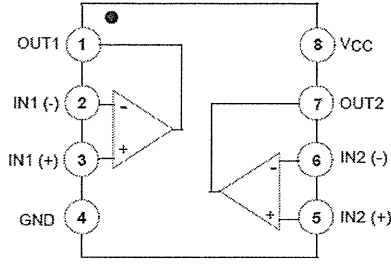 OUT1 1
IN1 (-) 2 -
IN1 (+) 3 +
GND 4
8 VCC
7 OUT2
- 6 IN2 (-)
+ 5 IN2 (+)